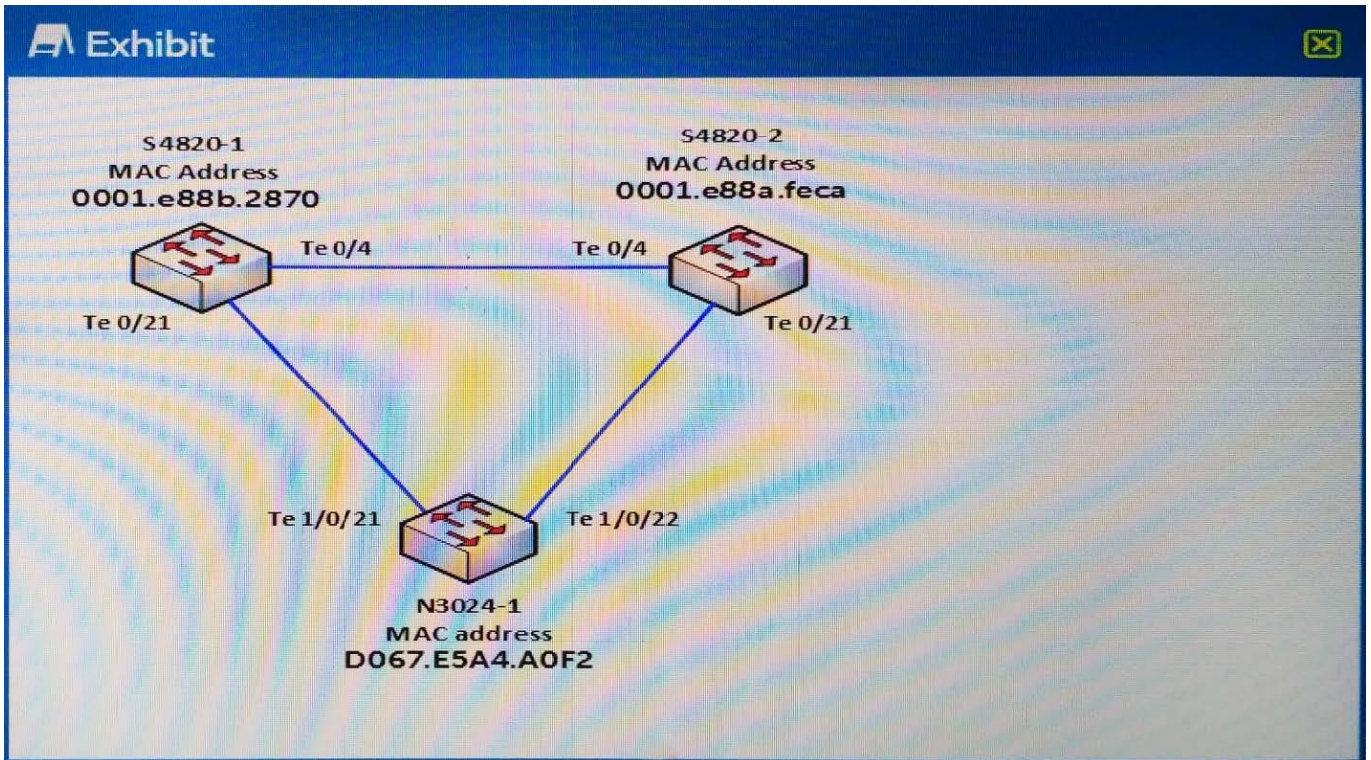 Exhibit
S4820-1
MAC Address
0001.e88b.2870
S4820-2
MAC Address
0001.e88a.feca
Te 0/4
Te 0/4
Te 0/21
Te 0/21
Te 1/0/21
Te 1/0/22
N3024-1
MAC address
D067.E5A4.A0F2